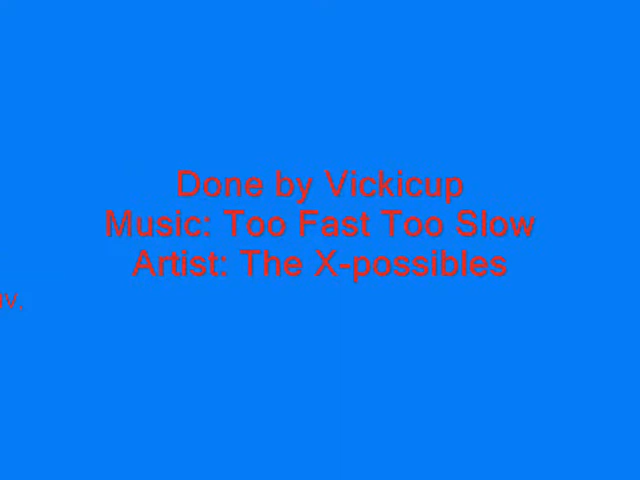 Done by Vickicup
Music: Too Fast Too Slow
Artist: The X-possibles